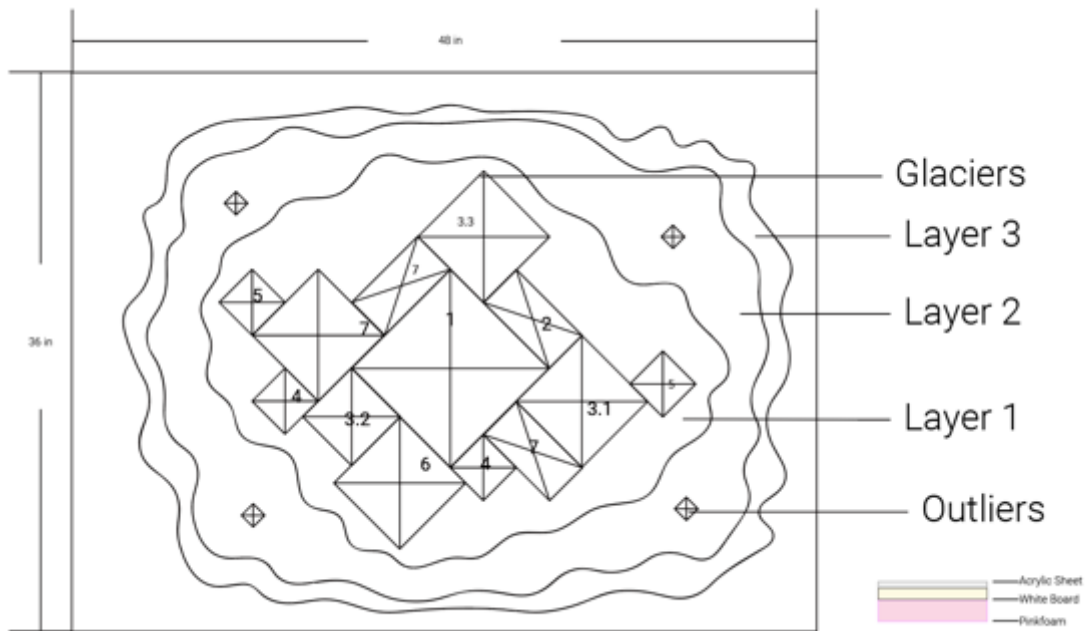 48 in
Glaciers
3.3
Layer 3
7
5
1
2
7
Layer 2
36 in
5
4
3.1
3.2
Layer 1
7
6
4
Outliers
Acrylic Sheet
White Board
Pinkfoam